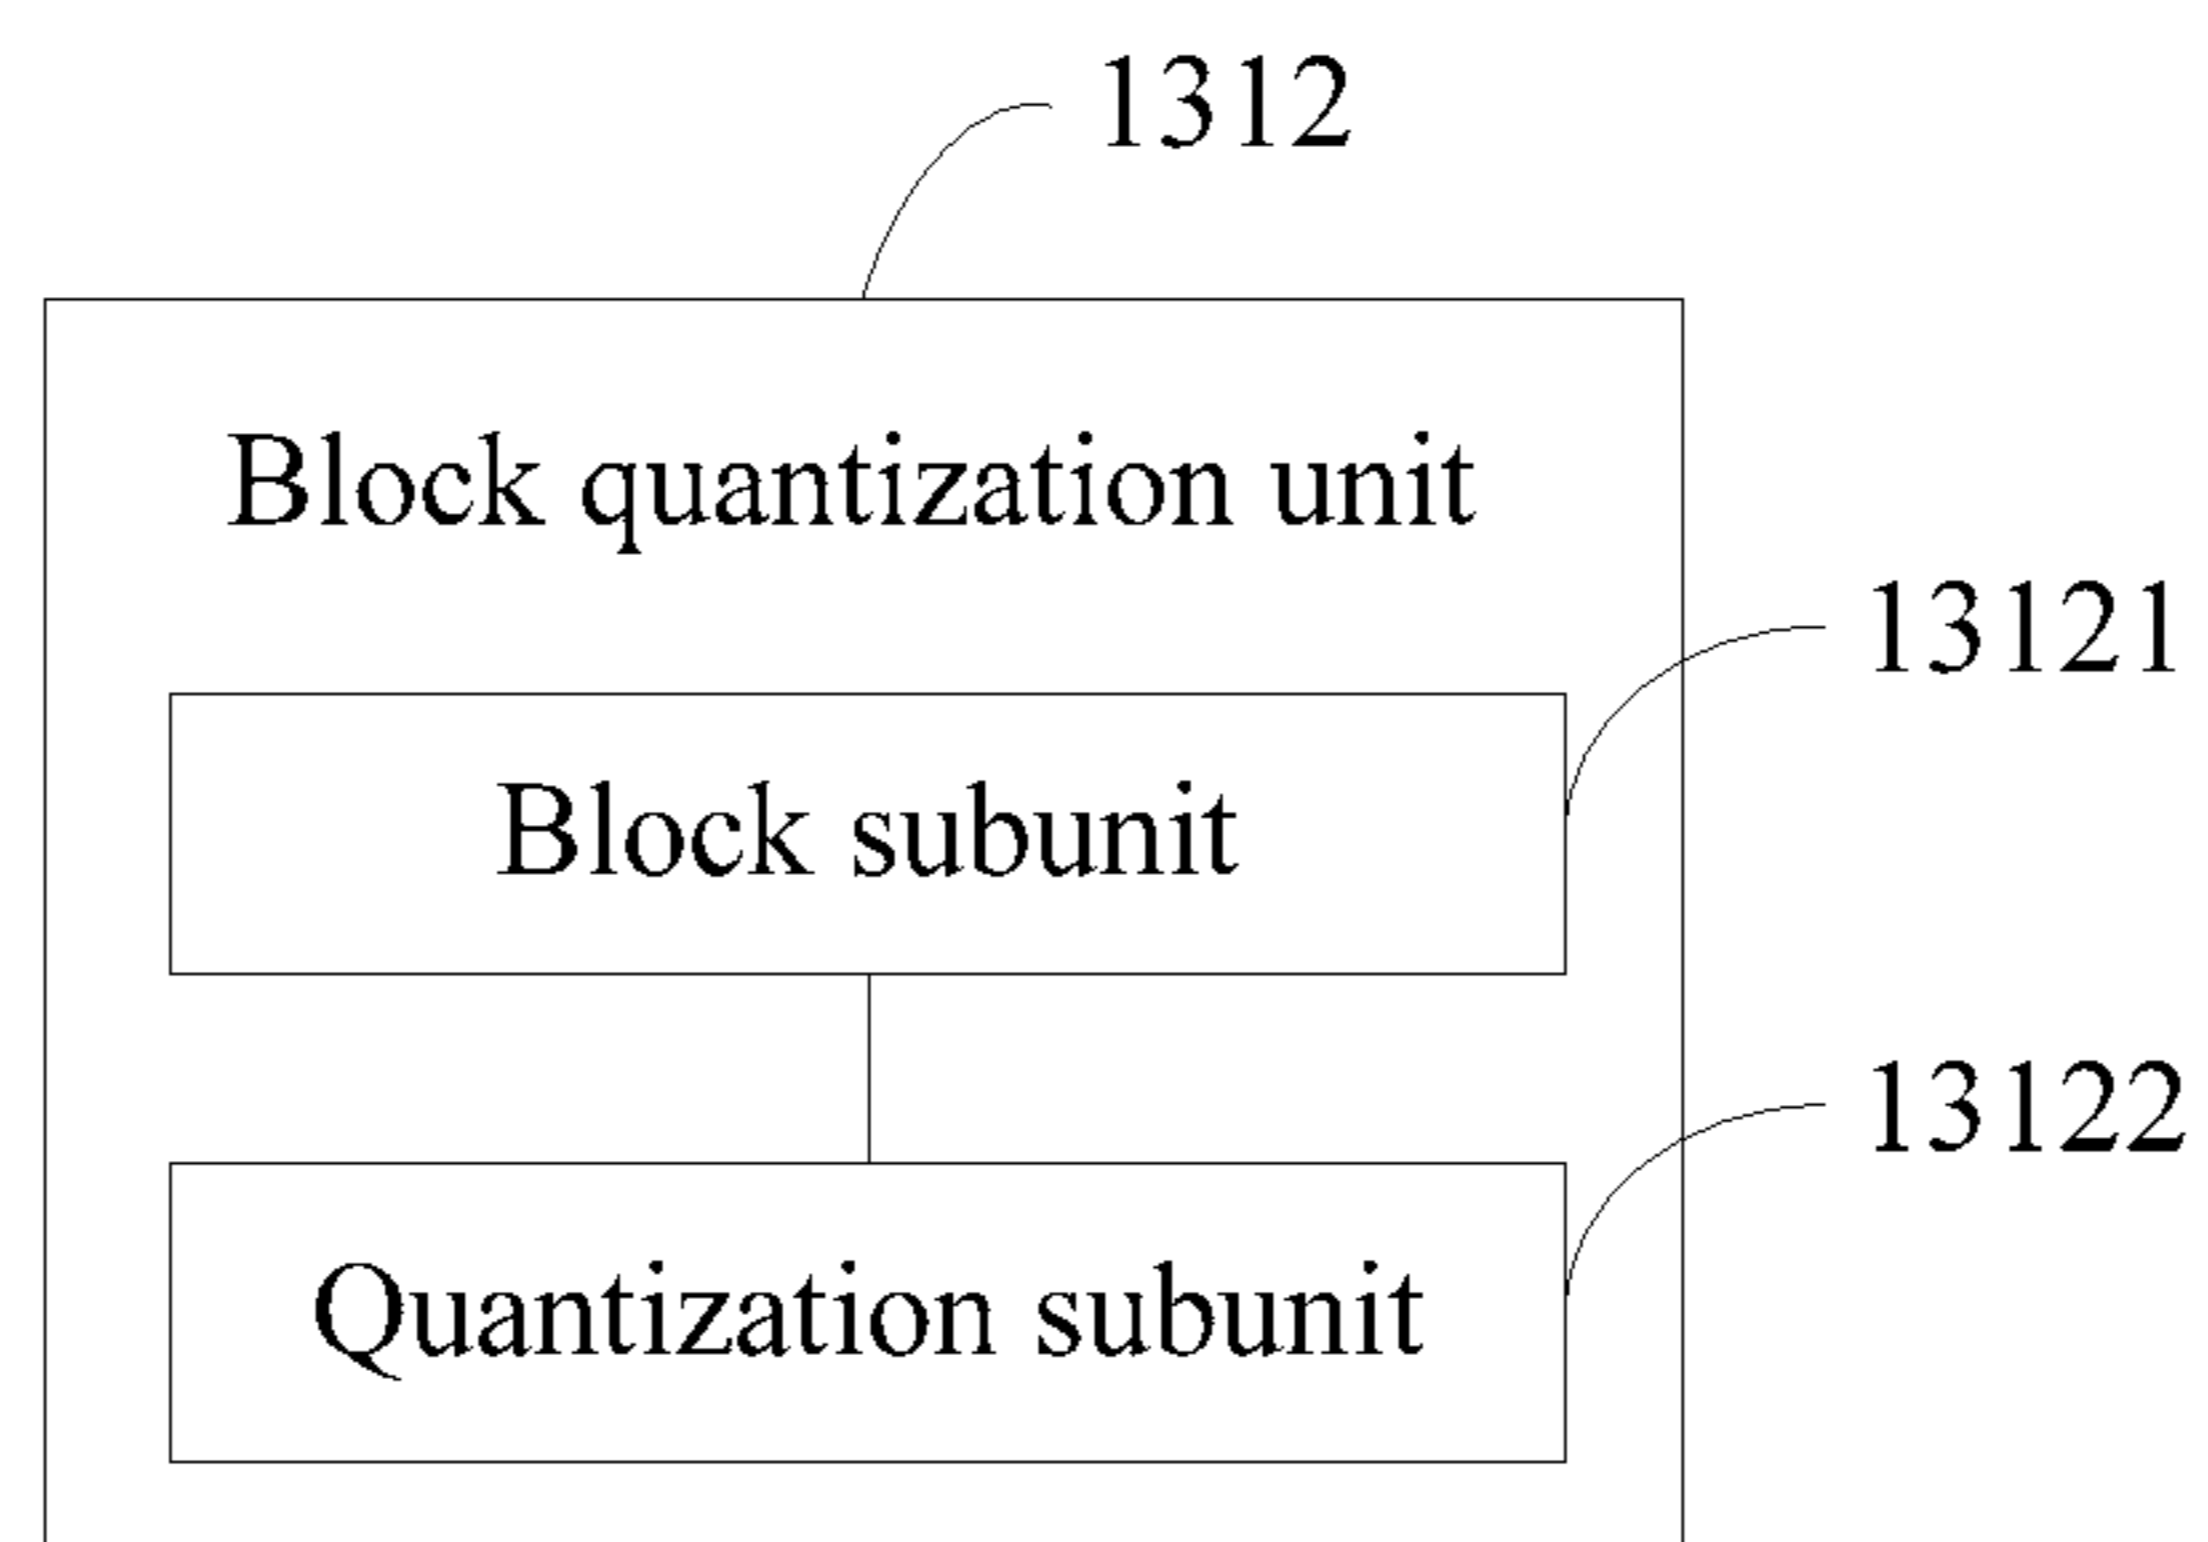 1312
Block quantization unit
13121
Block subunit
13122
Quantization subunit